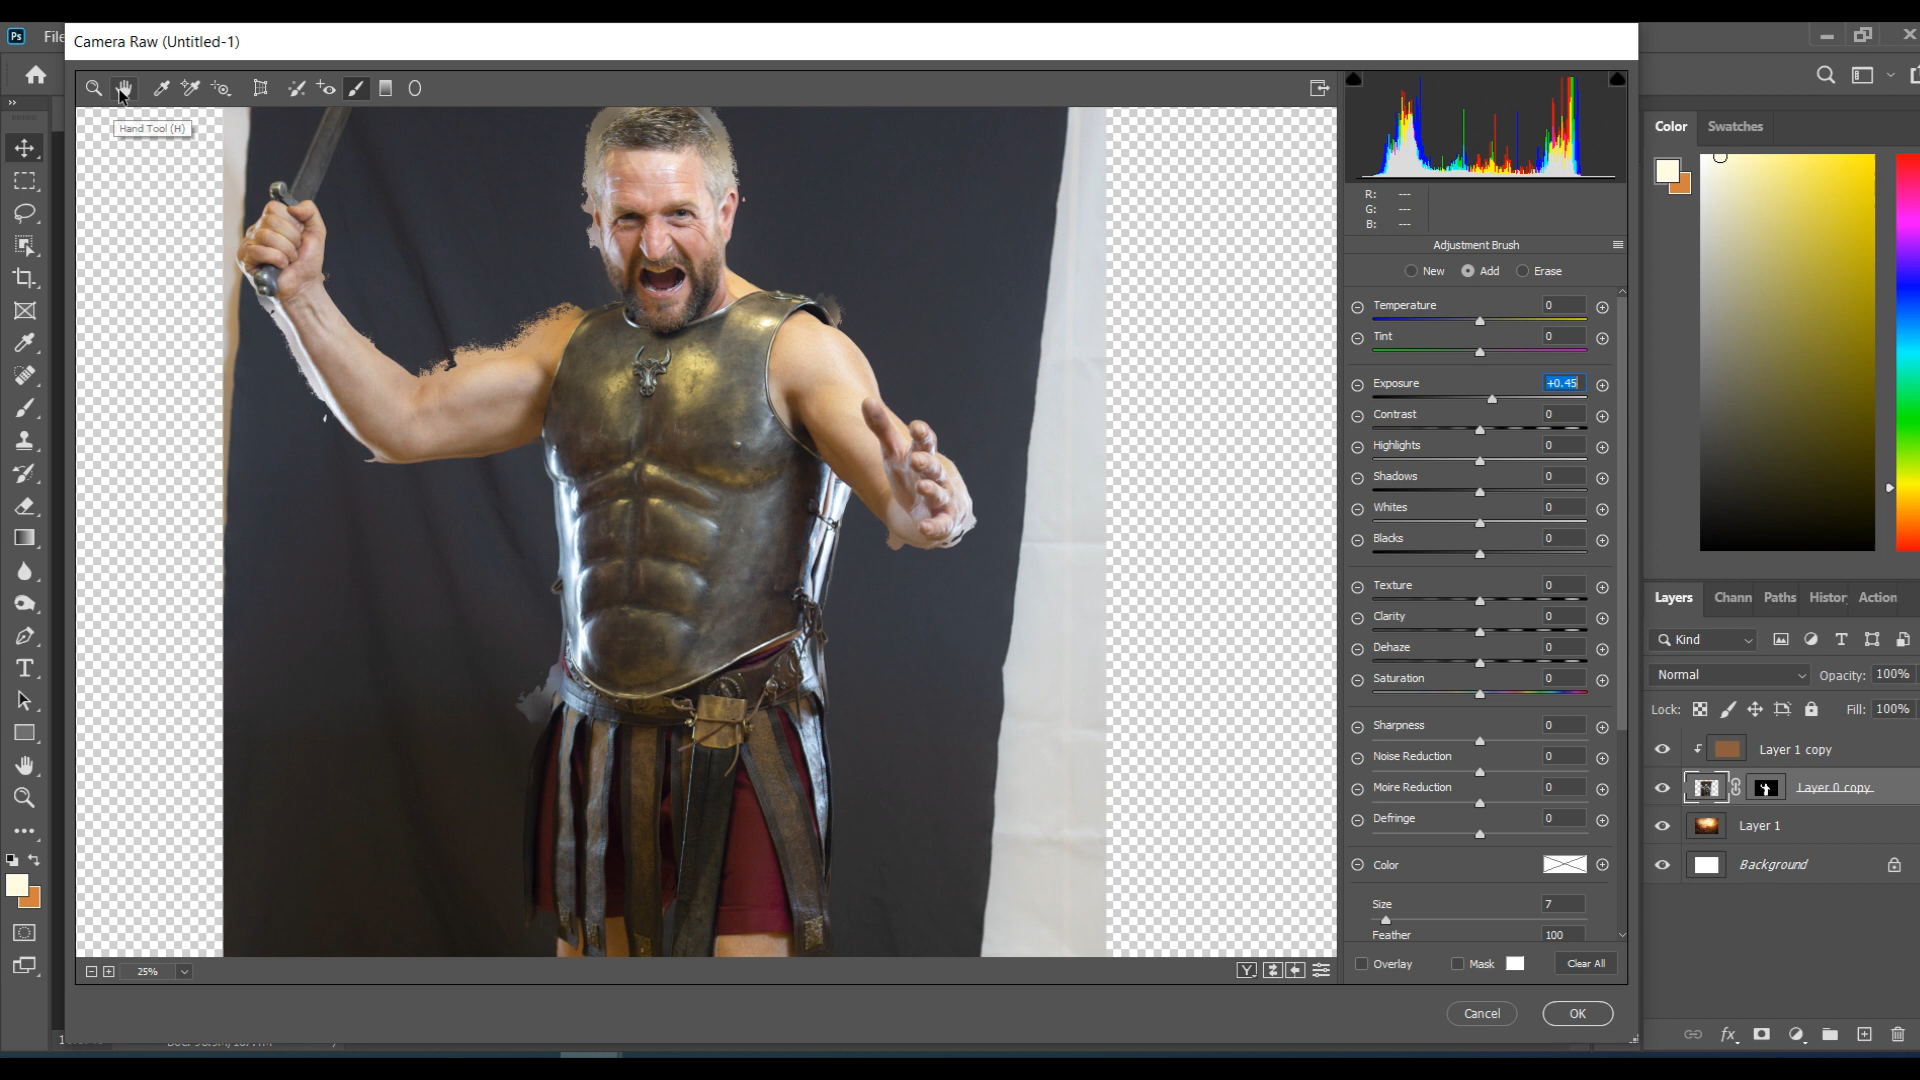 Ps
File
Camera Raw (Untitled-1)
Hand Tool (H)
R: ---
G: ---
B: ---
Adjustment Brush
New Add Erase
Temperature 0
Tint 0
Exposure +0.45
Contrast 0
Highlights 0
Shadows 0
Whites 0
Blacks 0
Texture 0
Clarity 0
Dehaze 0
Saturation 0
Sharpness 0
Noise Reduction 0
Moire Reduction 0
Defringe 0
Color
Size 7
Feather 100
Overlay Mask Clear All
25%
Y
Cancel OK
Color Swatches
Layers Chann Paths Histor Action
Kind
Normal Opacity: 100%
Lock: Fill: 100%
Layer 1 copy
Layer 0 copy
Layer 1
Background
fx